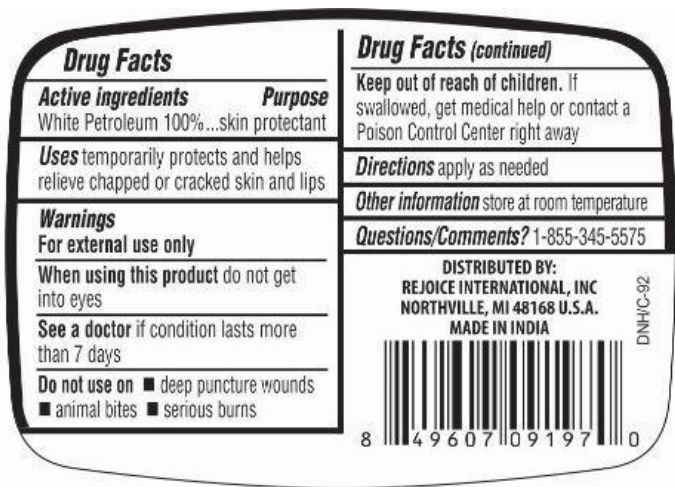 Drug Facts
Active ingredients Purpose
White Petroleum 100%...skin protectant
Uses temporarily protects and helps
relieve chapped or cracked skin and lips
Warnings
For external use only
When using this product do not get
into eyes
See a doctor if condition lasts more
than 7 days
Do not use on ■ deep puncture wounds
■ animal bites ■ serious burns
Drug Facts (continued)
Keep out of reach of children. If
swallowed, get medical help or contact a
Poison Control Center right away
Directions apply as needed
Other information store at room temperature
Questions/Comments? 1-855-345-5575
DISTRIBUTED BY:
REJOICE INTERNATIONAL, INC
NORTHVILLE, MI 48168 U.S.A.
MADE IN INDIA
DNH/C-92
8 49607 09197 0